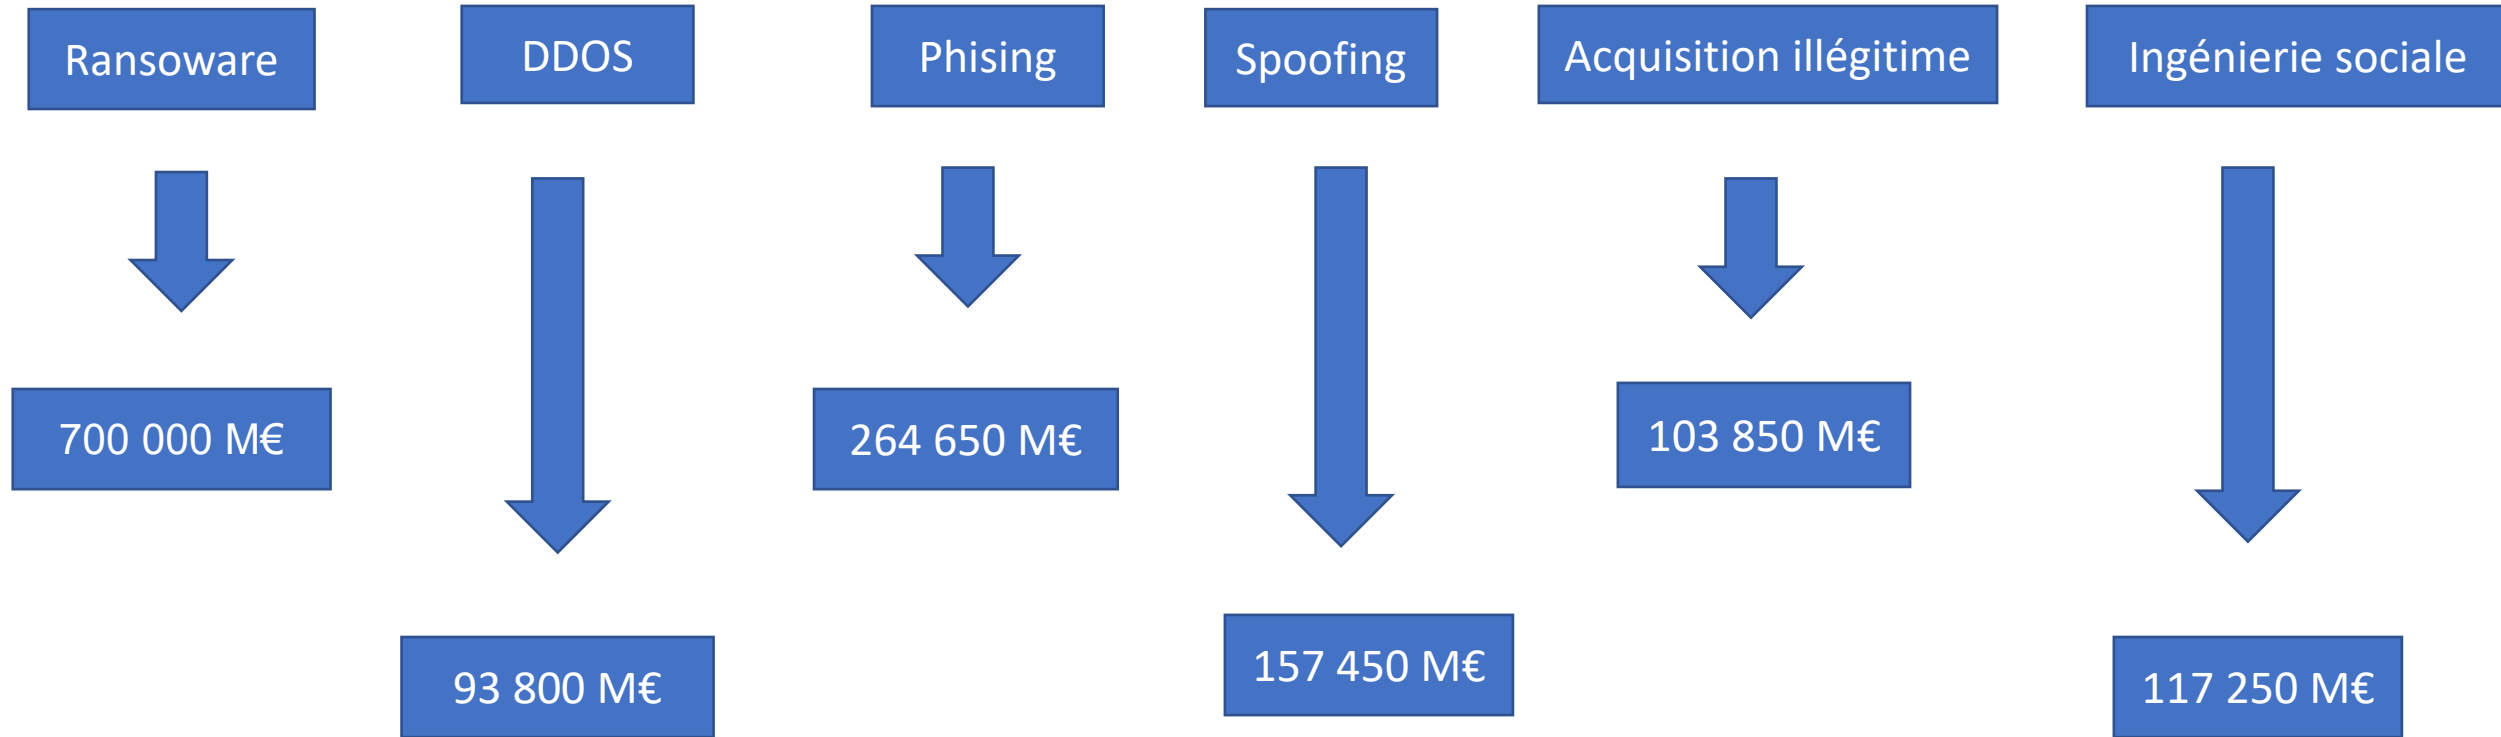 Ransoware
DDOS
Phising
Spoofing
Acquisition illégitime
Ingénierie sociale
700 000 M€
264 650 M€
103 850 M€
93 800 M€
157 450 M€
117 250 M€